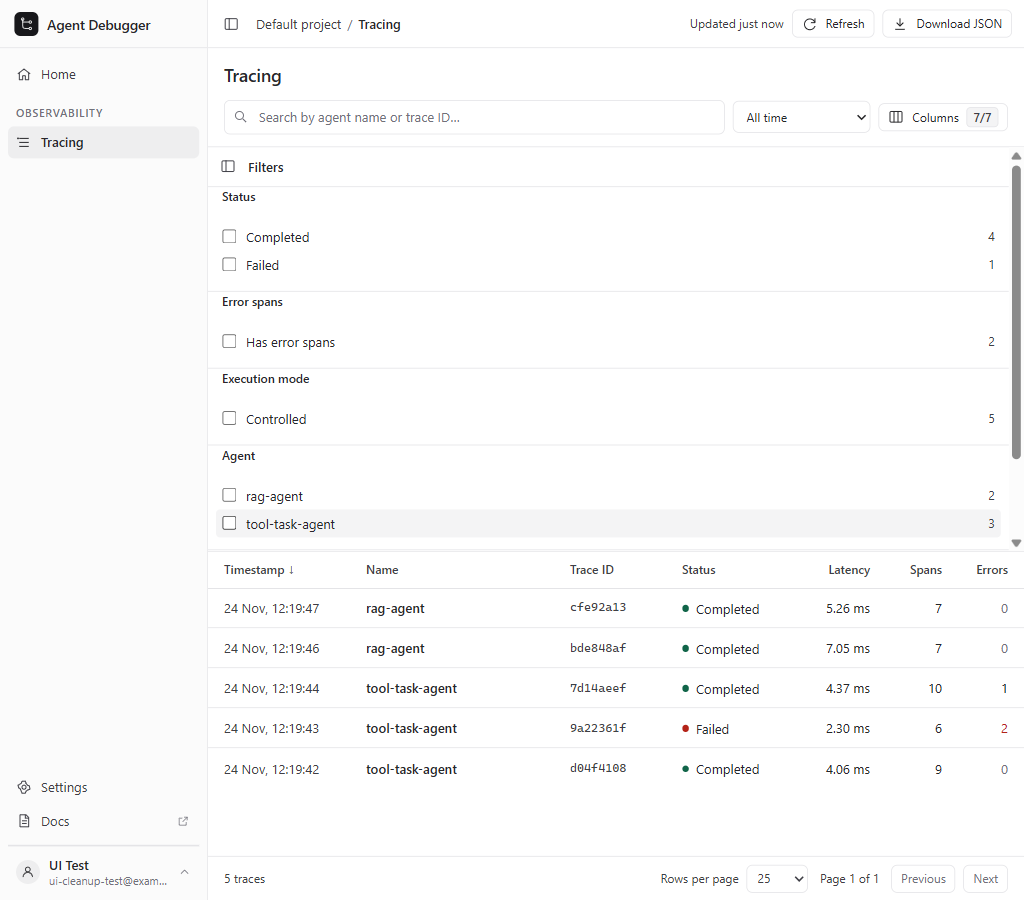 Agent Debugger
Default project / Tracing
Updated just now
Refresh
Download JSON
Home
OBSERVABILITY
Tracing
Tracing
Search by agent name or trace ID...
All time
Columns 7/7
Filters
Status
Completed 4
Failed 1
Error spans
Has error spans 2
Execution mode
Controlled 5
Agent
rag-agent 2
tool-task-agent 3
Timestamp ↓ Name Trace ID Status Latency Spans Errors
24 Nov, 12:19:47 rag-agent cfe92a13 Completed 5.26 ms 7 0
24 Nov, 12:19:46 rag-agent bde848af Completed 7.05 ms 7 0
24 Nov, 12:19:44 tool-task-agent 7d14aeef Completed 4.37 ms 10 1
24 Nov, 12:19:43 tool-task-agent 9a22361f Failed 2.30 ms 6 2
24 Nov, 12:19:42 tool-task-agent d04f4108 Completed 4.06 ms 9 0
Settings
Docs
UI Test
ui-cleanup-test@exam...
5 traces
Rows per page 25
Page 1 of 1
Previous
Next